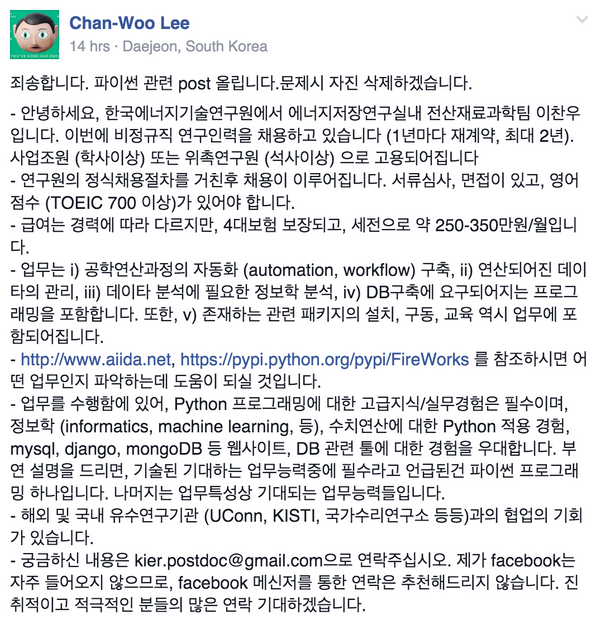 Chan-Woo Lee
14 hrs · Daejeon, South Korea
죄송합니다. 파이썬 관련 post 올립니다.문제시 자진 삭제하겠습니다.
- 안녕하세요, 한국에너지기술연구원에서 에너지저장연구실내 전산재료과학팀 이찬우
입니다. 이번에 비정규직 연구인력을 채용하고 있습니다 (1년마다 재계약, 최대 2년).
사업조원 (학사이상) 또는 위촉연구원 (석사이상) 으로 고용되어집니다
- 연구원의 정식채용절차를 거친후 채용이 이루어집니다. 서류심사, 면접이 있고, 영어
점수 (TOEIC 700 이상)가 있어야 합니다.
- 급여는 경력에 따라 다르지만, 4대보험 보장되고, 세전으로 약 250-350만원/월입니
다.
- 업무는 i) 공학연산과정의 자동화 (automation, workflow) 구축, ii) 연산되어진 데이
타의 관리, iii) 데이타 분석에 필요한 정보학 분석, iv) DB구축에 요구되어지는 프로그
래밍을 포함합니다. 또한, v) 존재하는 관련 패키지의 설치, 구동, 교육 역시 업무에 포
함되어집니다.
- http://www.aiida.net, https://pypi.python.org/pypi/FireWorks 를 참조하시면 어
떤 업무인지 파악하는데 도움이 되실 것입니다.
- 업무를 수행함에 있어, Python 프로그래밍에 대한 고급지식/실무경험은 필수이며,
정보학 (informatics, machine learning, 등), 수치연산에 대한 Python 적용 경험,
mysql, django, mongoDB 등 웹사이트, DB 관련 툴에 대한 경험을 우대합니다. 부
연 설명을 드리면, 기술된 기대하는 업무능력중에 필수라고 언급된건 파이썬 프로그래
밍 하나입니다. 나머지는 업무특성상 기대되는 업무능력들입니다.
- 해외 및 국내 유수연구기관 (UConn, KISTI, 국가수리연구소 등등)과의 협업의 기회
가 있습니다.
- 궁금하신 내용은 kier.postdoc@gmail.com으로 연락주십시오. 제가 facebook는
자주 들어오지 않으므로, facebook 메신저를 통한 연락은 추천해드리지 않습니다. 진
취적이고 적극적인 분들의 많은 연락 기대하겠습니다.